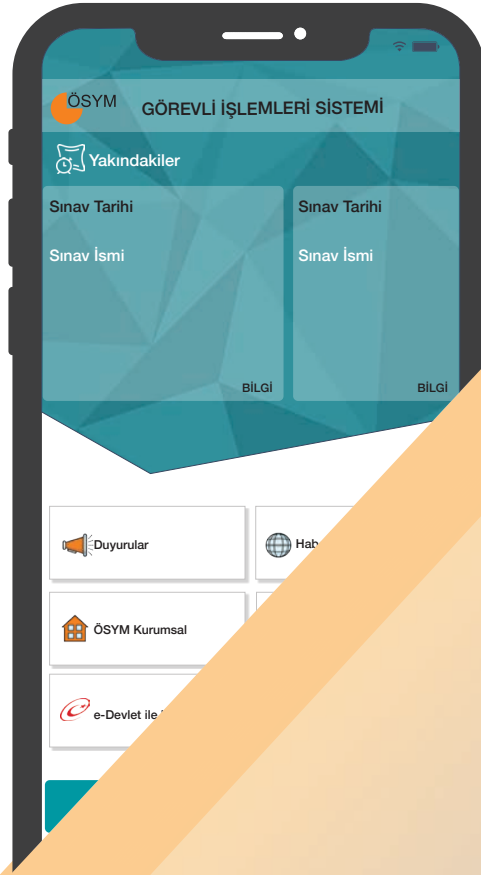 ÖSYM
GÖREVLİ İŞLEMLERİ SİSTEMİ
Yakındakiler
Sınav Tarihi
Sınav İsmi
BİLGİ
Sınav Tarihi
Sınav İsmi
BİLGİ
Duyurular
Hab
ÖSYM Kurumsal
e-Devlet ile